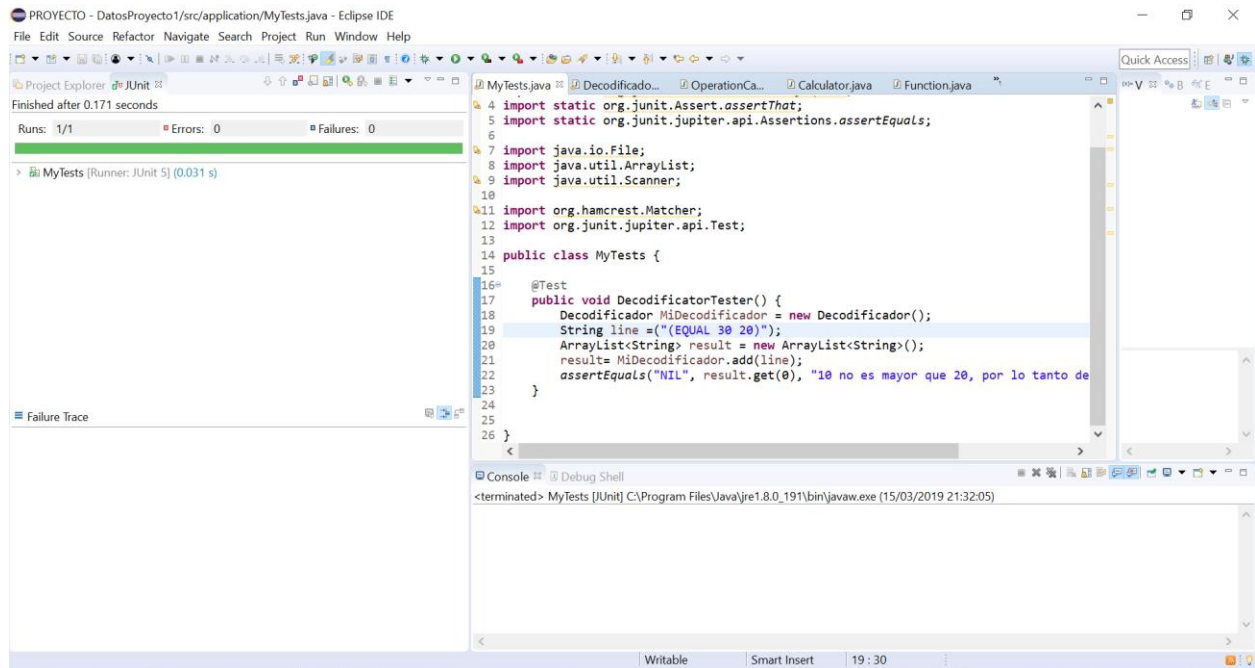 PROYECTO - DatosProyecto1/src/application/MyTests.java - Eclipse IDE
File Edit Source Refactor Navigate Search Project Run Window Help
Quick Access
Project Explorer JUnit
Finished after 0.171 seconds
Runs: 1/1 Errors: 0 Failures: 0
MyTests [Runner: JUnit 5] (0.031 s)
Failure Trace
MyTests.java Decodificado... OperationCa... Calculator.java Function.java
V B E
4 import static org.junit.Assert.assertThat;
5 import static org.junit.jupiter.api.Assertions.assertEquals;
6
7 import java.io.File;
8 import java.util.ArrayList;
9 import java.util.Scanner;
10
11 import org.hamcrest.Matcher;
12 import org.junit.jupiter.api.Test;
13
14 public class MyTests {
15
16 @Test
17 public void DecodificatorTester() {
18 Decodificador MiDecodificador = new Decodificador();
19 String line =("(EQUAL 30 20)");
20 ArrayList<String> result = new ArrayList<String>();
21 result= MiDecodificador.add(line);
22 assertEquals("NIL", result.get(0), "10 no es mayor que 20, por lo tanto de
23 }
24
25
26 }
Console Debug Shell
<terminated> MyTests [JUnit] C:\Program Files\Java\jre1.8.0_191\bin\javaw.exe (15/03/2019 21:32:05)
Writable Smart Insert 19 : 30